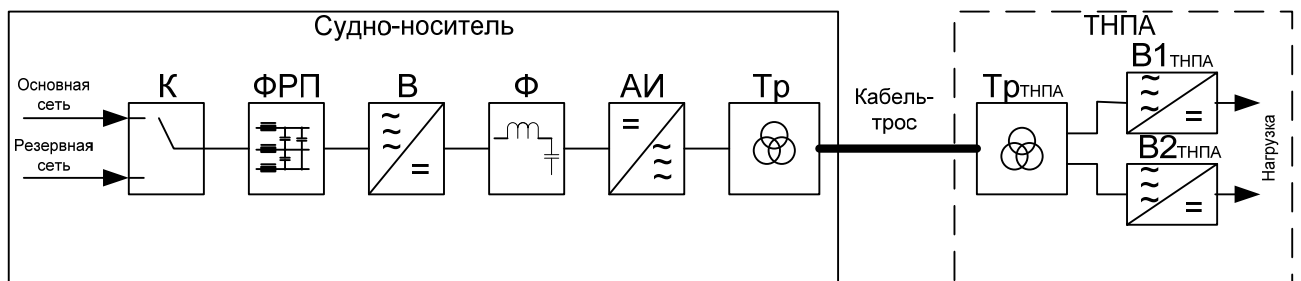 Судно-носитель
ТНПА
Основная
сеть
Резервная
сеть
К
ФРП
В
Ф
АИ
Тр
Кабель-
трос
ТрТНПА
В1ТНПА
В2ТНПА
Нагрузка